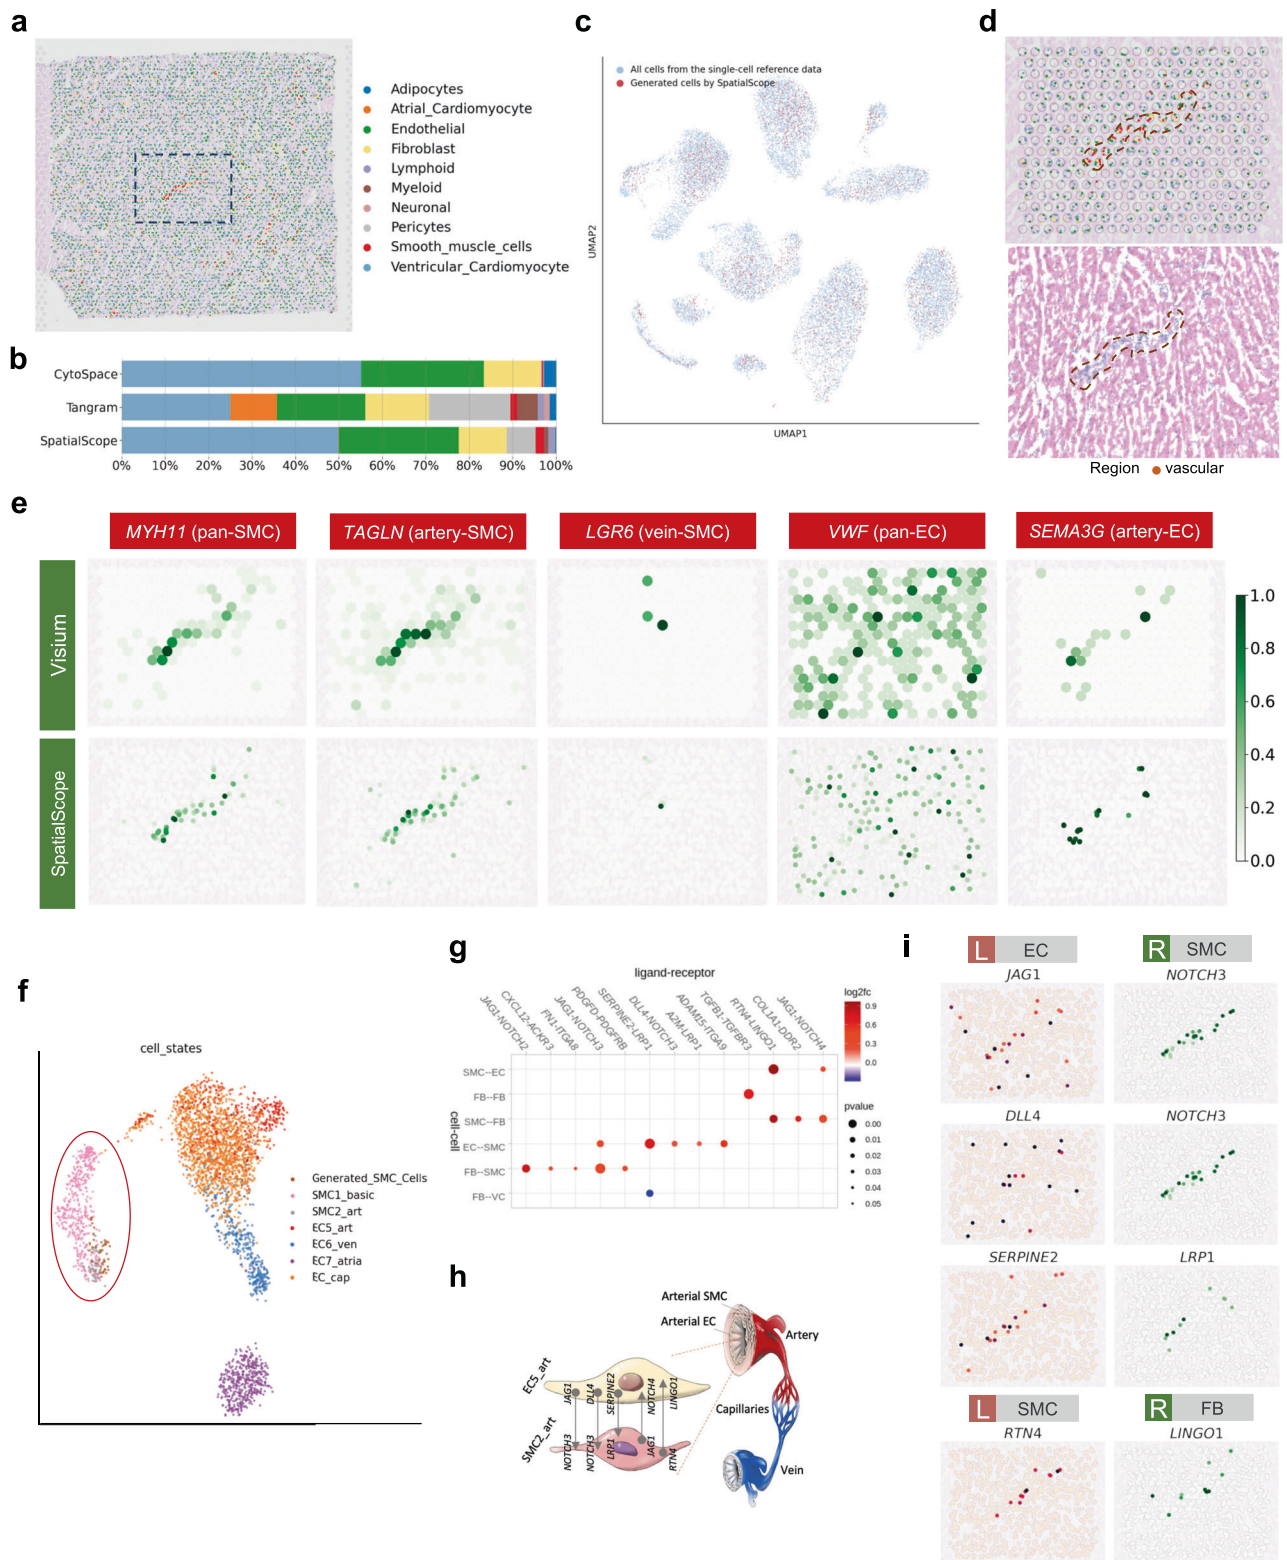 a
Adipocytes
Atrial_Cardiomyocyte
Endothelial
Fibroblast
Lymphoid
Myeloid
Neuronal
Pericytes
Smooth_muscle_cells
Ventricular_Cardiomyocyte
b
CytoSpace
Tangram
SpatialScope
0% 10% 20% 30% 40% 50% 60% 70% 80% 90% 100%
c
All cells from the single-cell reference data
Generated cells by SpatialScope
UMAP2
UMAP1
d
Region vascular
e
MYH11 (pan-SMC) TAGLN (artery-SMC) LGR6 (vein-SMC) VWF (pan-EC) SEMA3G (artery-EC)
Visium
SpatialScope
1.0
0.8
0.6
0.4
0.2
0.0
f
cell_states
Generated_SMC_Cells
SMC1_basic
SMC2_art
EC5_art
EC6_ven
EC7_atria
EC_cap
g
ligand-receptor
JAG1-NOTCH2
CXCL12-ACKR3
FN1-ITGA8
JAG1-NOTCH3
PDGFD-PDGFRB
SERPINE2-LRP1
DLL4-NOTCH3
A2M-LRP1
ADAM15-ITGA9
TGFB1-TGFBR3
RTN4-LINGO1
COL1A1-DDR2
JAG1-NOTCH4
cell-cell
SMC--EC
FB--FB
SMC--FB
EC--SMC
FB--SMC
FB--VC
log2fc
0.9
0.6
0.3
0.0
pvalue
0.00
0.01
0.02
0.03
0.04
0.05
h
Arterial SMC
Arterial EC
Artery
Capillaries
Vein
EC5_art
JAG1 DLL4 SERPINE2 NOTCH4 LINGO1
SMC2_art
NOTCH3 NOTCH3 LRP1 JAG1 RTN4
i
L EC R SMC
JAG1 NOTCH3
DLL4 NOTCH3
SERPINE2 LRP1
L SMC R FB
RTN4 LINGO1